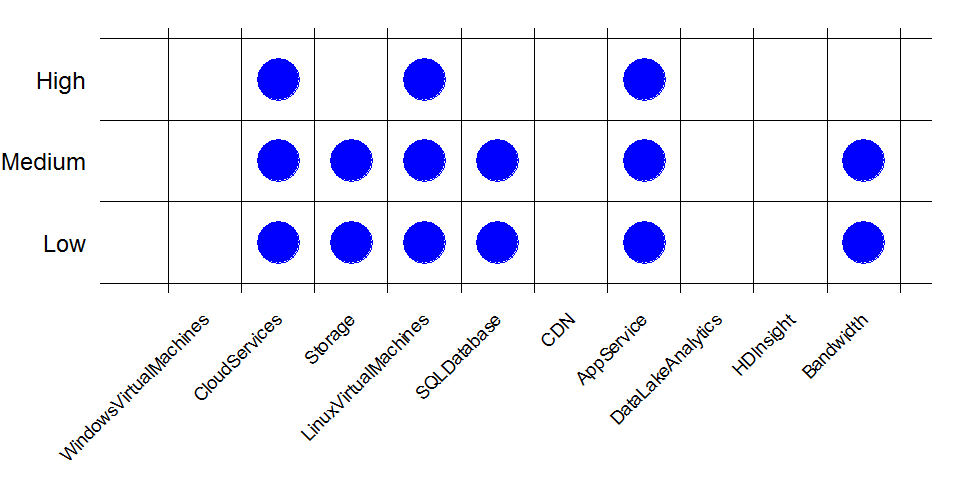 High
Medium
Low
WindowsVirtualMachines
CloudServices
Storage
LinuxVirtualMachines
SQLDatabase
CDN
AppService
DataLakeAnalytics
HDInsight
Bandwidth